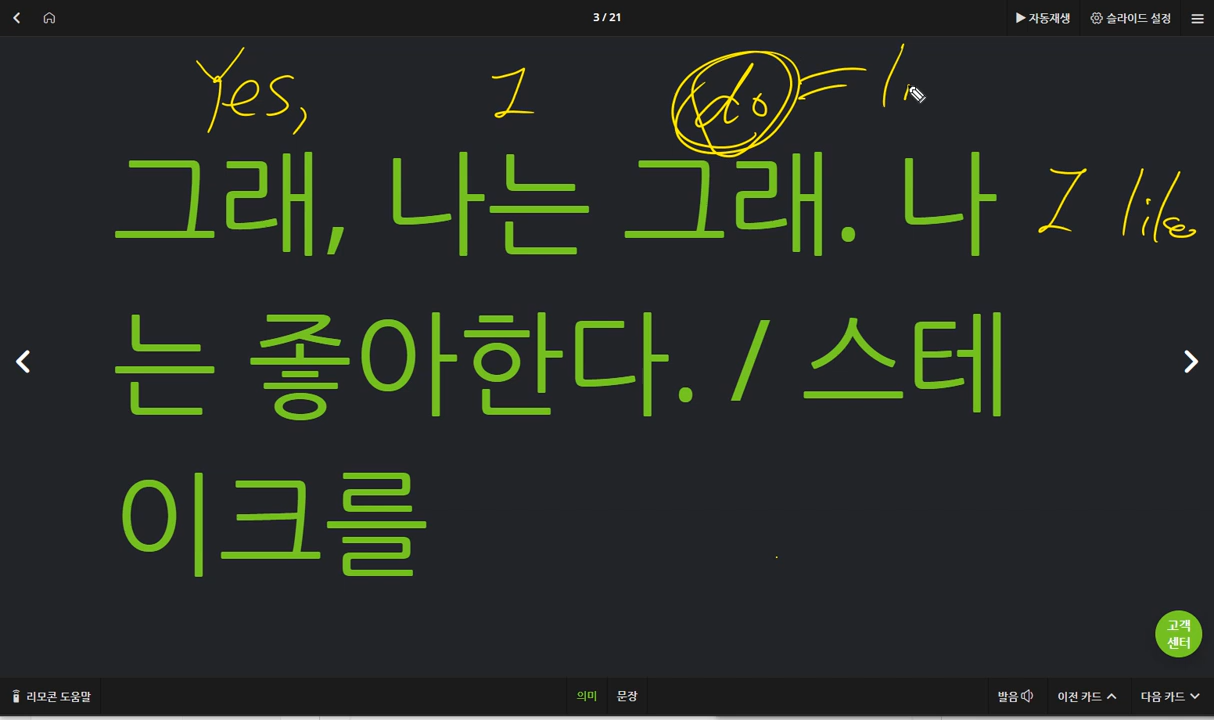 3 / 21
자동재생
슬라이드 설정
Yes, I do
그래, 나는 그래. 나
I like
는 좋아한다. / 스테
이크를
고객
센터
리모콘 도움말
의미
문장
발음
이전 카드
다음 카드